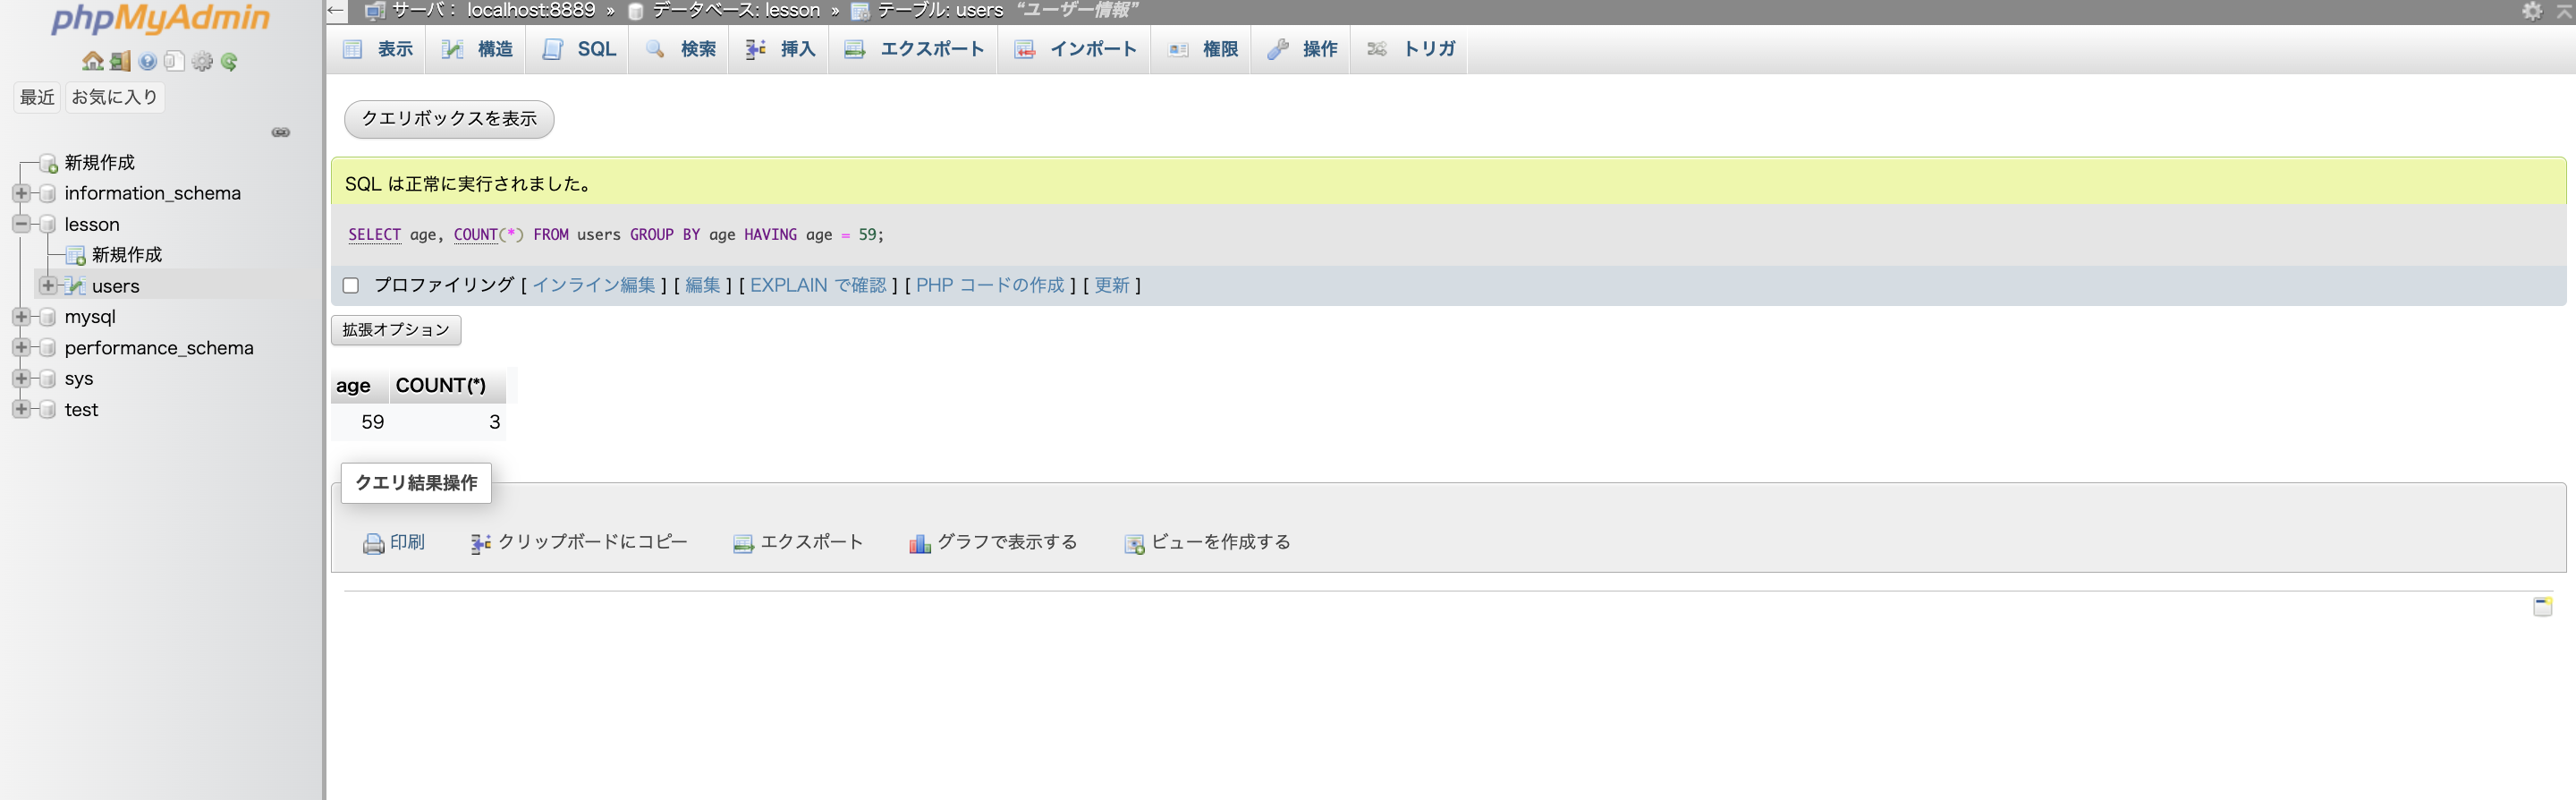 phpMyAdmin
最近 お気に入り
新規作成
information_schema
lesson
新規作成
users
mysql
performance_schema
sys
test
← サーバ： localhost:8889 » データベース: lesson » テーブル: users “ユーザー情報”
表示 構造 SQL 検索 挿入 エクスポート インポート 権限 操作 トリガ
クエリボックスを表示
SQL は正常に実行されました。
SELECT age, COUNT(*) FROM users GROUP BY age HAVING age = 59;
プロファイリング [ インライン編集 ] [ 編集 ] [ EXPLAIN で確認 ] [ PHP コードの作成 ] [ 更新 ]
拡張オプション
age COUNT(*)
59 3
クエリ結果操作
印刷 クリップボードにコピー エクスポート グラフで表示する ビューを作成する